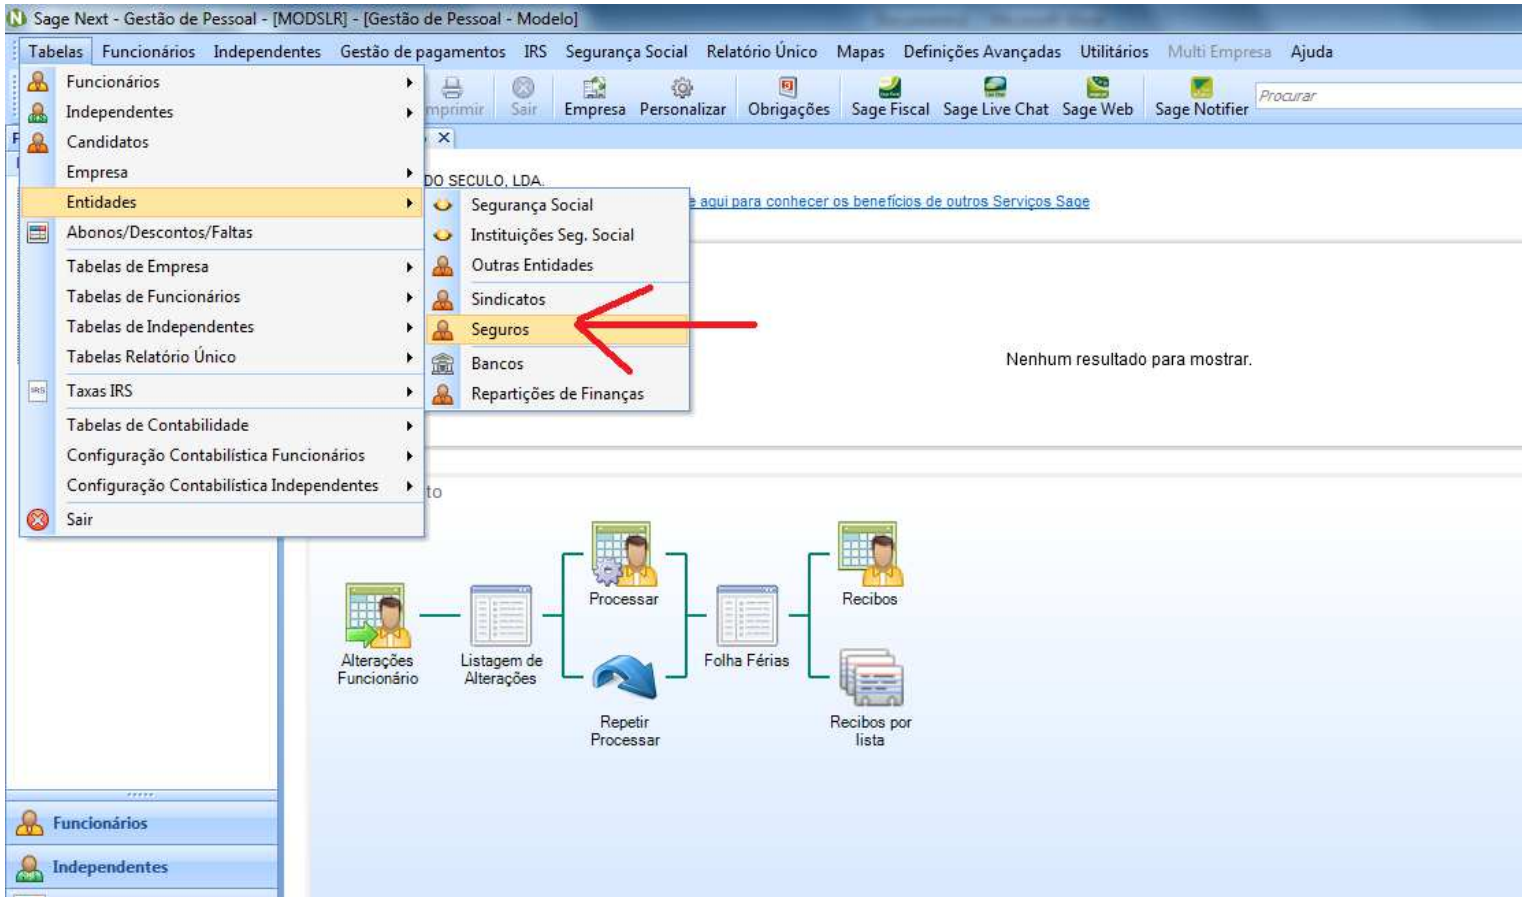 Sage Next - Gestão de Pessoal - [MODSLR] - [Gestão de Pessoal - Modelo]
Tabelas Funcionários Independentes Gestão de pagamentos IRS Segurança Social Relatório Único Mapas Definições Avançadas Utilitários Multi Empresa Ajuda
Sair Empresa Personalizar Obrigações Sage Fiscal Sage Live Chat Sage Web Sage Notifier Procurar
Funcionários
Independentes
Candidatos
Empresa
Entidades
Abonos/Descontos/Faltas
Tabelas de Empresa
Tabelas de Funcionários
Tabelas de Independentes
Tabelas Relatório Único
IRS Taxas IRS
Tabelas de Contabilidade
Configuração Contabilística Funcionários
Configuração Contabilística Independentes
Sair
DO SECULO, LDA.
e aqui para conhecer os benefícios de outros Serviços Sage
Segurança Social
Instituições Seg. Social
Outras Entidades
Sindicatos
Seguros
Bancos
Repartições de Finanças
Nenhum resultado para mostrar.
to
Alterações
Funcionário
Listagem de
Alterações
Processar
Repetir
Processar
Folha Férias
Recibos
Recibos por
lista
Funcionários
Independentes